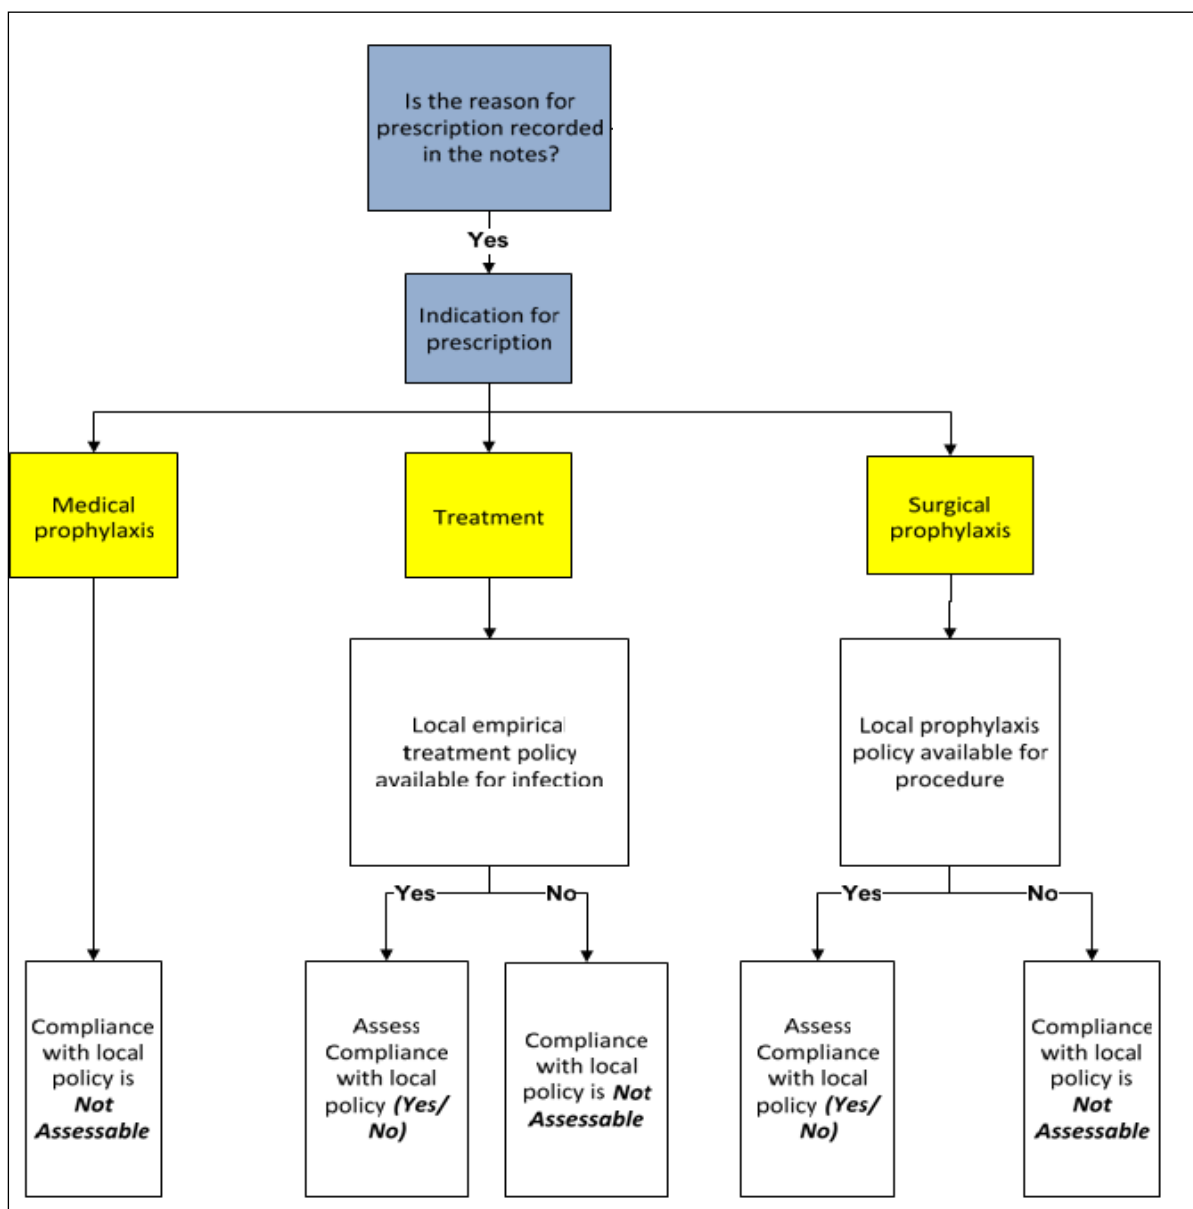 Is the reason for
prescription recorded
in the notes?
Yes
Indication for
prescription
Medical
prophylaxis
Treatment
Surgical
prophylaxis
Local empirical
treatment policy
available for infection
Local prophylaxis
policy available for
procedure
Yes
No
Yes
No
Compliance
with local
policy is
Not
Assessable
Assess
Compliance
with local
policy (Yes/
No)
Compliance
with local
policy is Not
Assessable
Assess
Compliance
with local
policy (Yes/
No)
Compliance
with local
policy is
Not
Assessable